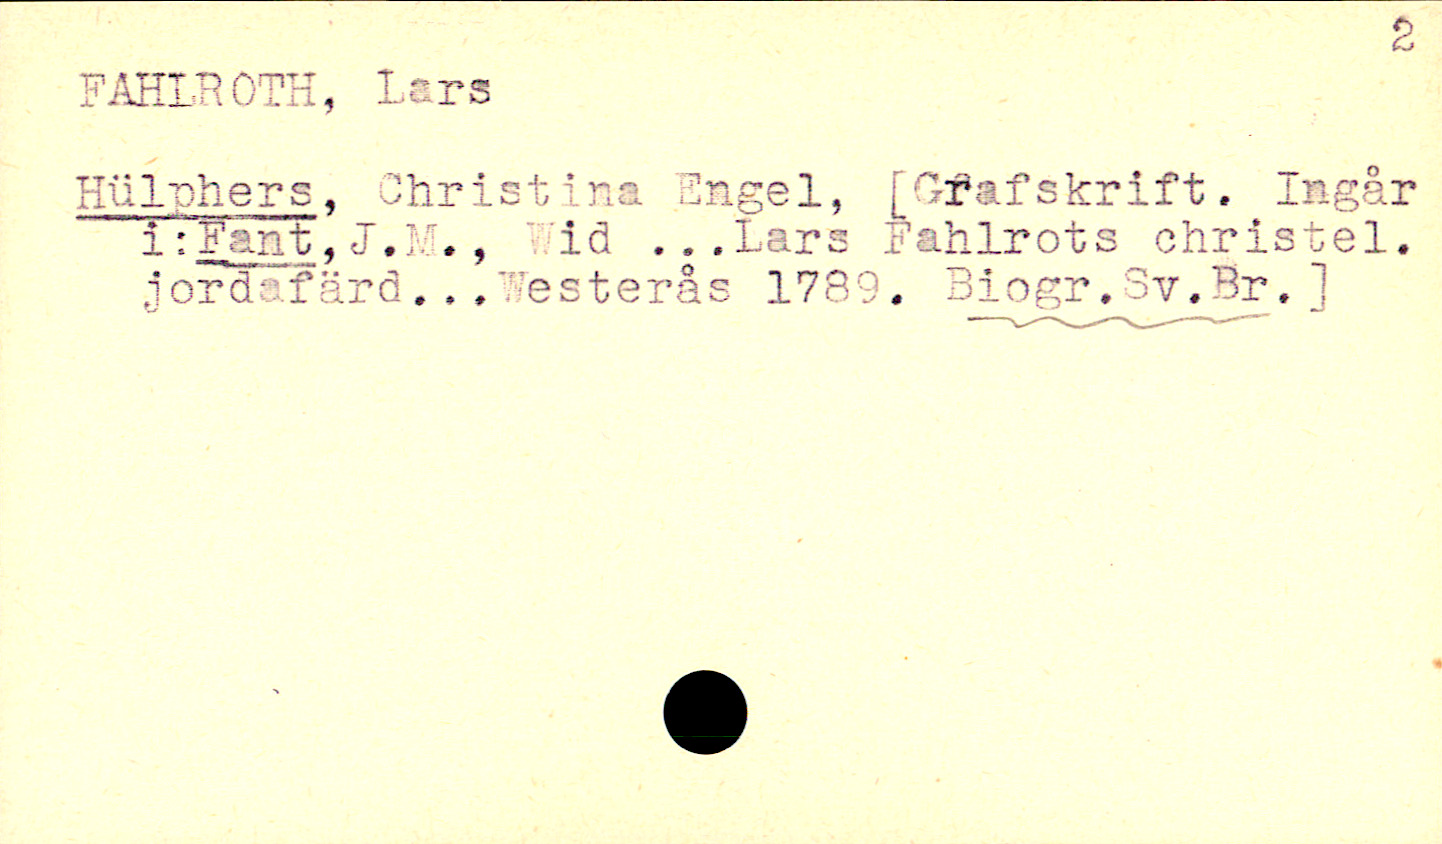 2
FAHLROTH, Lars
Hülphers, Christina Engel, [Grafskrift. Ingår
i:Fant,J.M., Wid ...Lars Fahlrots christel.
jordafärd...Westerås 1789. Biogr.Sv.Br.]